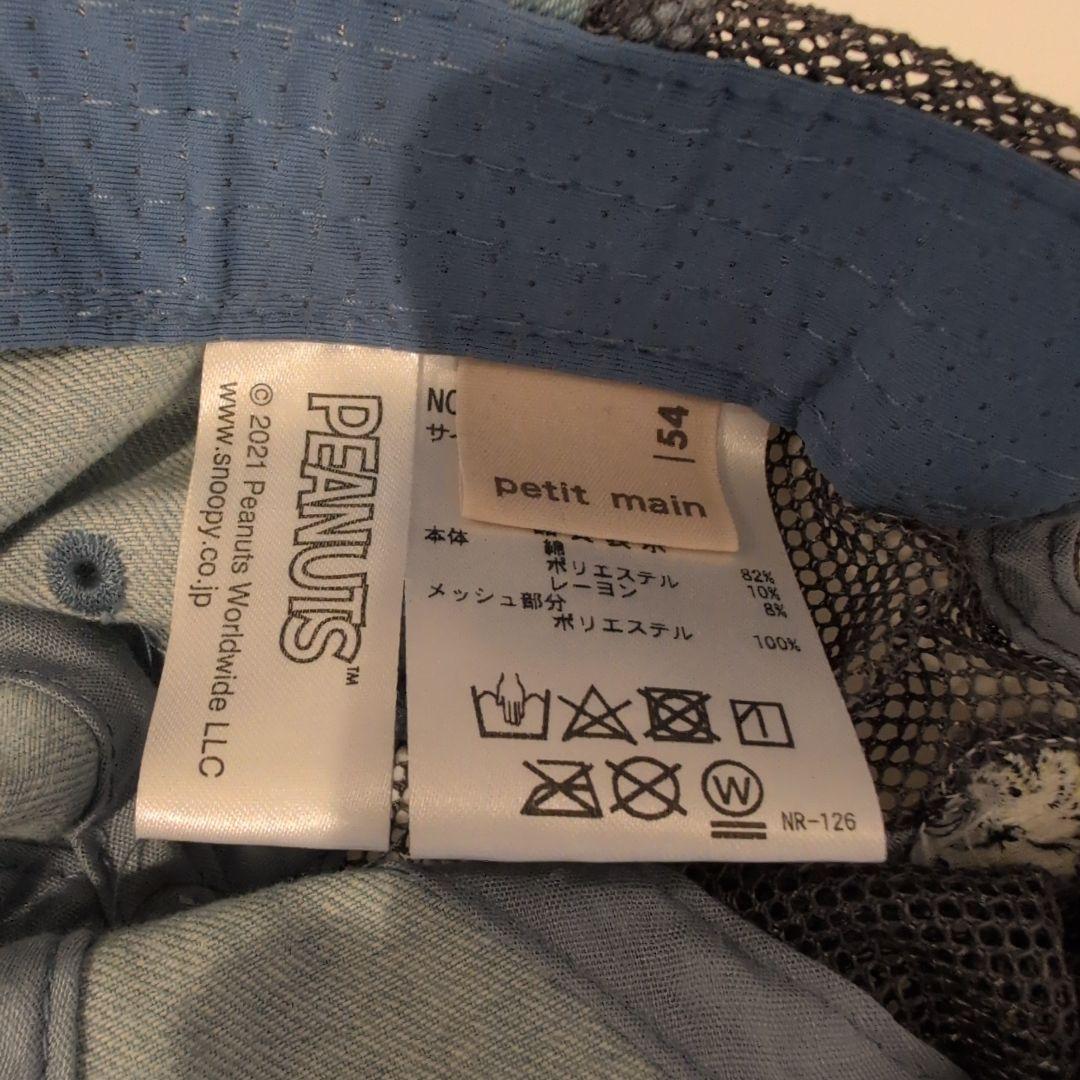 PEANUTS™
© 2021 Peanuts Worldwide LLC
www.snoopy.co.jp
54
petit main
本体
綿 82%
ポリエステル 10%
レーヨン 8%
メッシュ部分
ポリエステル 100%
W
NR-126